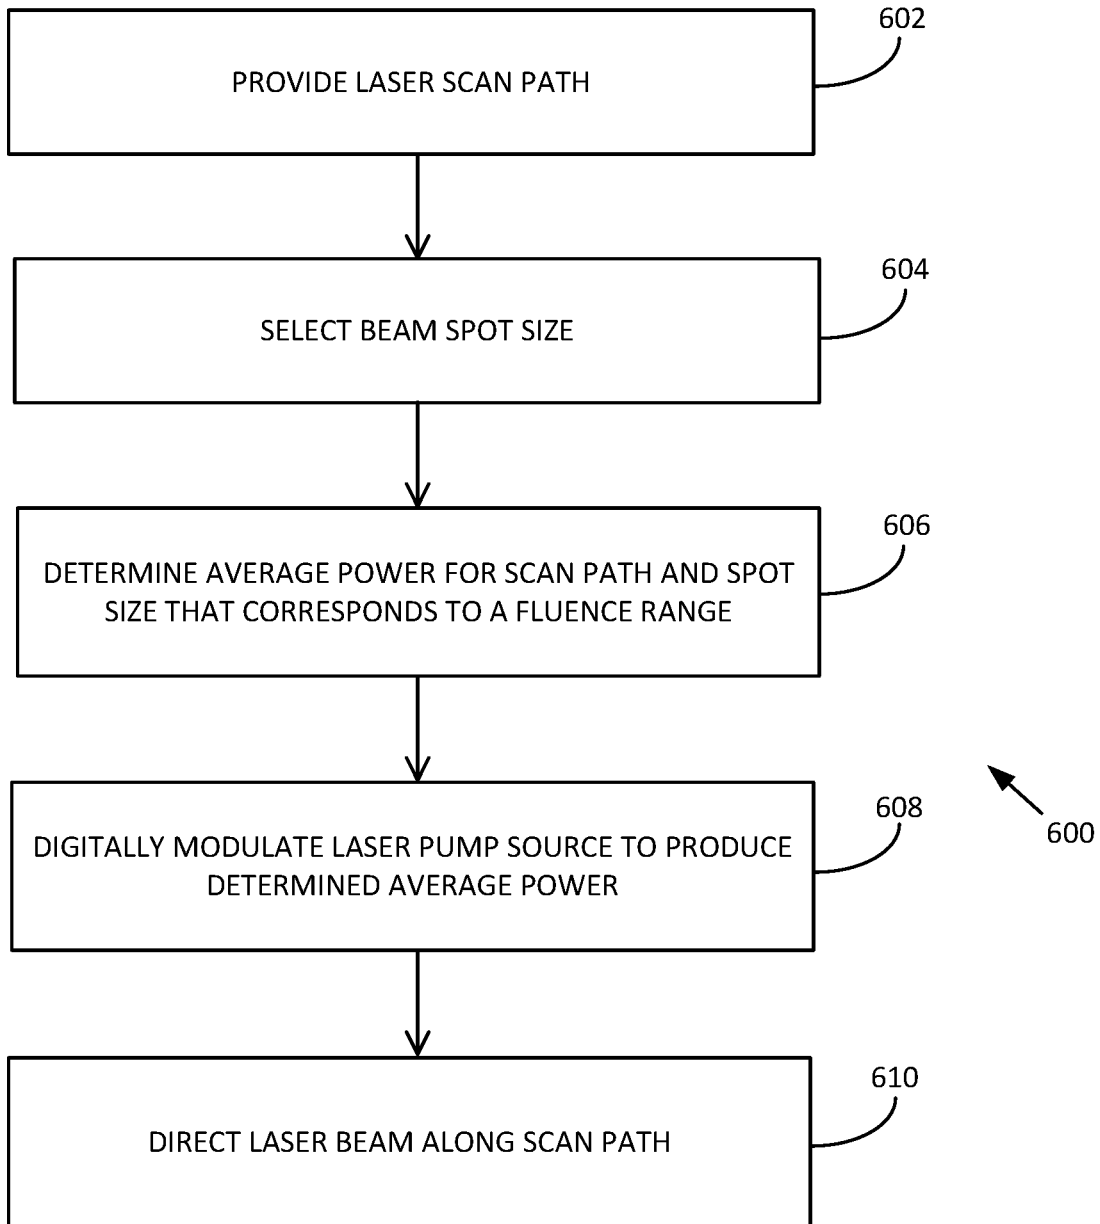 602
PROVIDE LASER SCAN PATH
604
SELECT BEAM SPOT SIZE
606
DETERMINE AVERAGE POWER FOR SCAN PATH AND SPOT
SIZE THAT CORRESPONDS TO A FLUENCE RANGE
608
DIGITALLY MODULATE LASER PUMP SOURCE TO PRODUCE
DETERMINED AVERAGE POWER
600
610
DIRECT LASER BEAM ALONG SCAN PATH